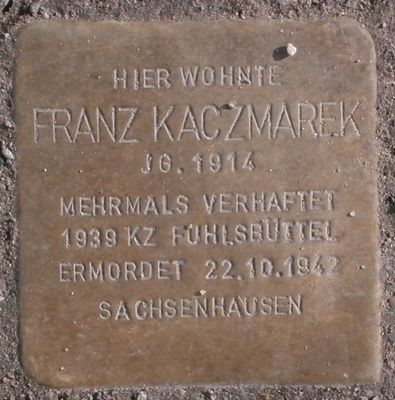 HIER WOHNTE
FRANZ KACZMAREK
JG. 1914
MEHRMALS VERHAFTET
1939 KZ FUHLSBÜTTEL
ERMORDET 22.10.1942
SACHSENHAUSEN